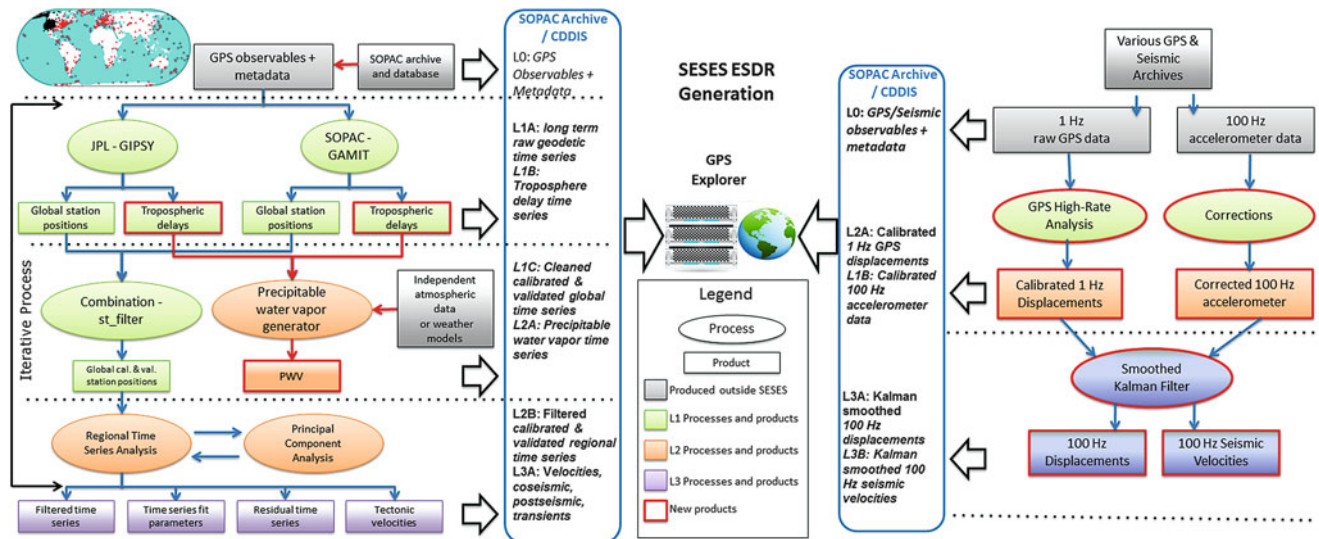 GPS observables +
metadata
SOPAC archive
and database
JPL - GIPSY
SOPAC -
GAMIT
Global station
positions
Tropospheric
delays
Global station
positions
Tropospheric
delays
Iterative Process
Combination -
st_filter
Precipitable
water vapor
generator
Independent
atmospheric
data
or weather
models
Global cal. & val.
station positions
PWV
Regional Time
Series Analysis
Principal
Component
Analysis
Filtered time
series
Time series fit
parameters
Residual time
series
Tectonic
velocities
SOPAC Archive
/ CDDIS
L0: GPS
Observables +
Metadata
L1A: long term
raw geodetic
time series
L1B:
Troposphere
delay time
series
L1C: Cleaned
calibrated &
validated global
time series
L2A: Precipitable
water vapor time
series
L2B: Filtered
calibrated &
validated regional
time series
L3A: Velocities,
coseismic,
postseismic,
transients
SESES ESDR
Generation
GPS
Explorer
Legend
Process
Product
Produced outside SESES
L1 Processes and products
L2 Processes and products
L3 Processes and products
New products
SOPAC Archive
/ CDDIS
L0: GPS/Seismic
observables +
metadata
L2A: Calibrated
1 Hz GPS
displacements
L1B: Calibrated
100 Hz
accelerometer
data
L3A: Kalman
smoothed
100 Hz
displacements
L3B: Kalman
smoothed 100
Hz seismic
velocities
Various GPS &
Seismic
Archives
1 Hz
raw GPS data
100 Hz
accelerometer data
GPS High-Rate
Analysis
Corrections
Calibrated 1 Hz
Displacements
Corrected 100 Hz
accelerometer
Smoothed
Kalman Filter
100 Hz
Displacements
100 Hz Seismic
Velocities